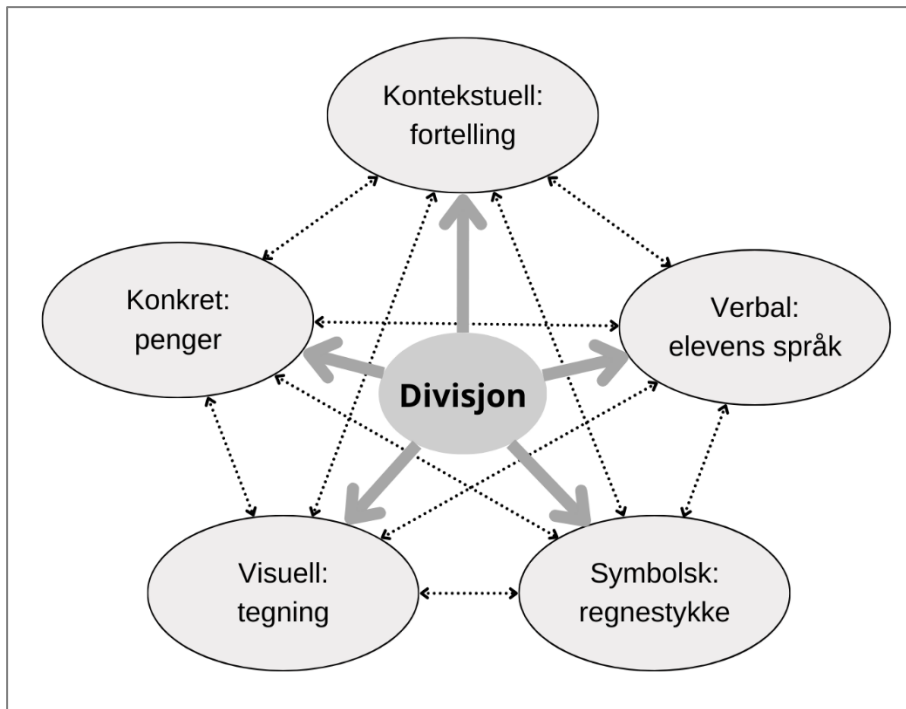 Kontekstuell:
fortelling
Konkret:
penger
Verbal:
elevens språk
Divisjon
Visuell:
tegning
Symbolsk:
regnestykke